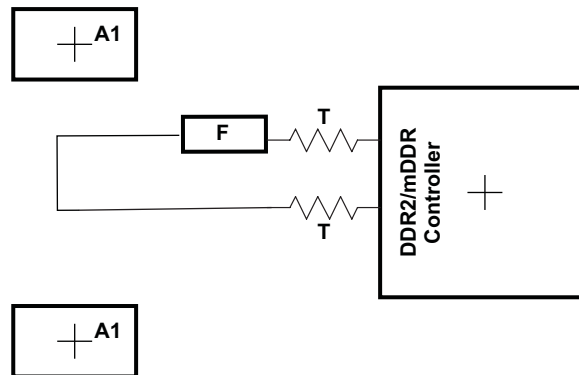 A1
T
F
DDR2/mDDR
Controller
T
A1